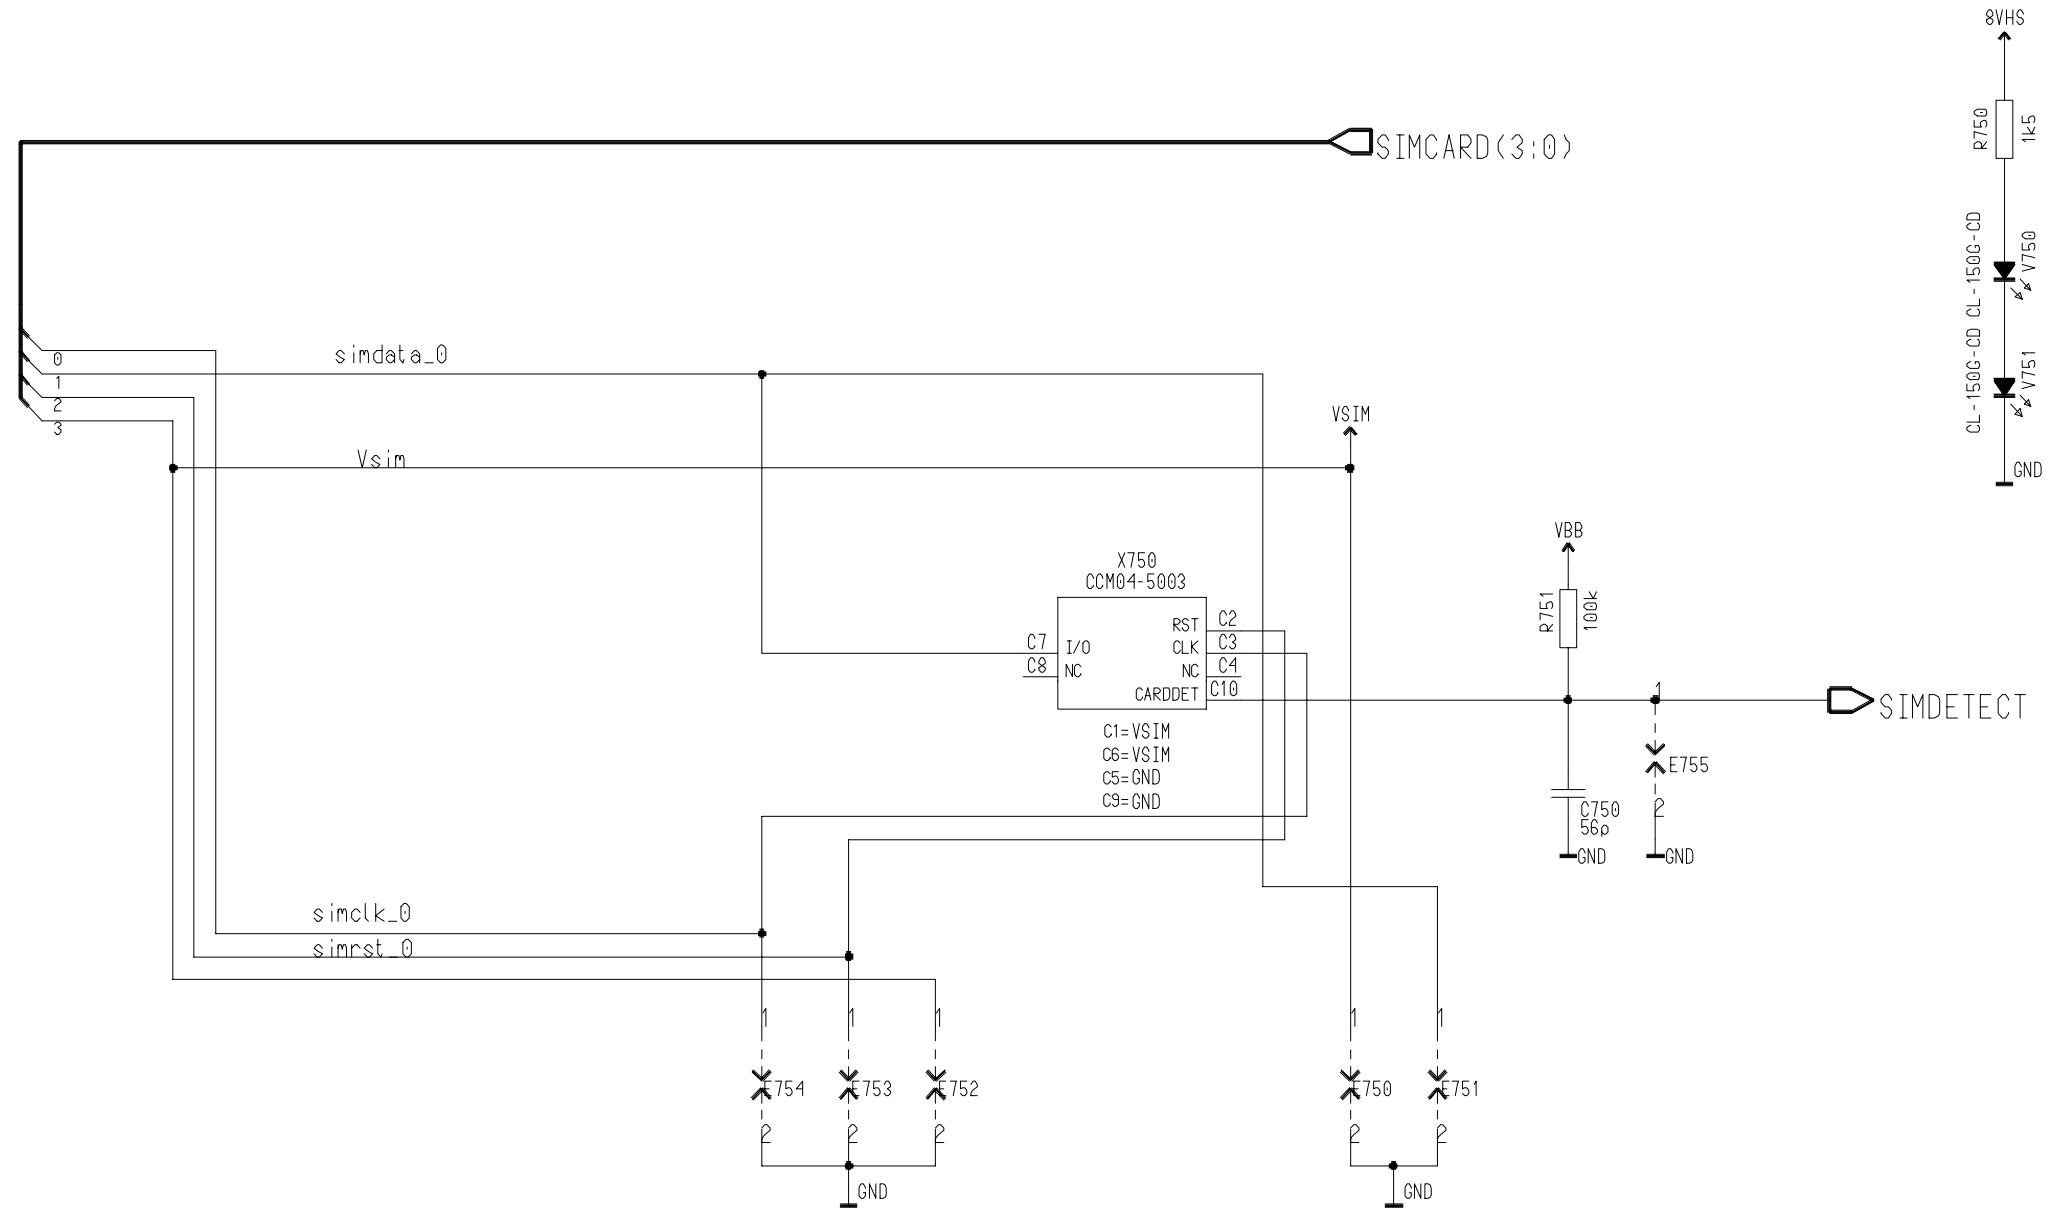 8VHS
R750
1k5
SIMCARD(3:0)
CL-150G-CD
V750
CL-150G-CD
V751
GND
0
simdata_0
1
2
3
VSIM
Vsim
VBB
X750
CCM04-5003
R751
100k
C7
I/O
C8
NC
RST
C2
CLK
C3
NC
C4
CARDDET
C10
1
SIMDETECT
C1=VSIM
C6=VSIM
C5=GND
C9=GND
E755
C750
56p
2
GND
GND
simclk_0
simrst_0
1
1
1
1
1
E754
E753
E752
E750
E751
2
2
2
2
2
GND
GND